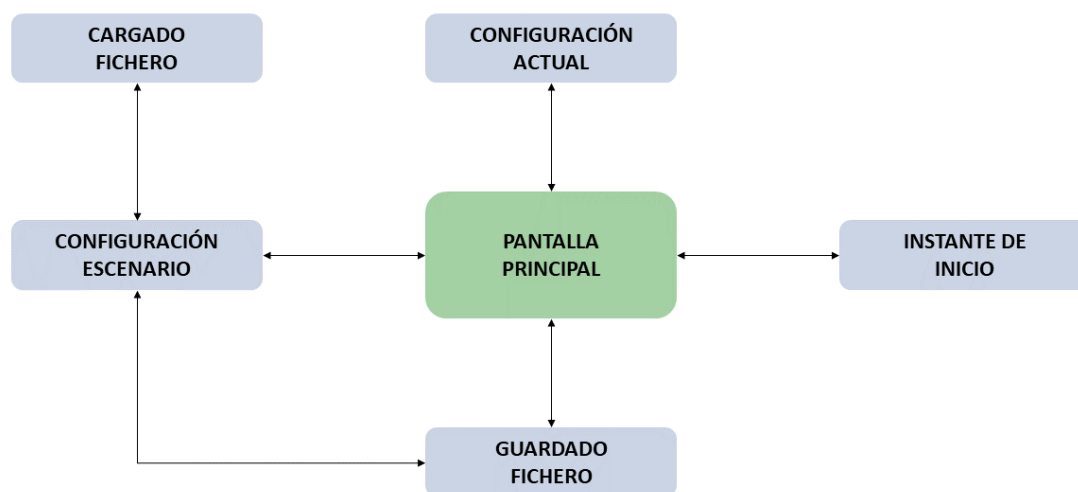 CARGADO
FICHERO
CONFIGURACIÓN
ACTUAL
CONFIGURACIÓN
ESCENARIO
PANTALLA
PRINCIPAL
INSTANTE DE
INICIO
GUARDADO
FICHERO